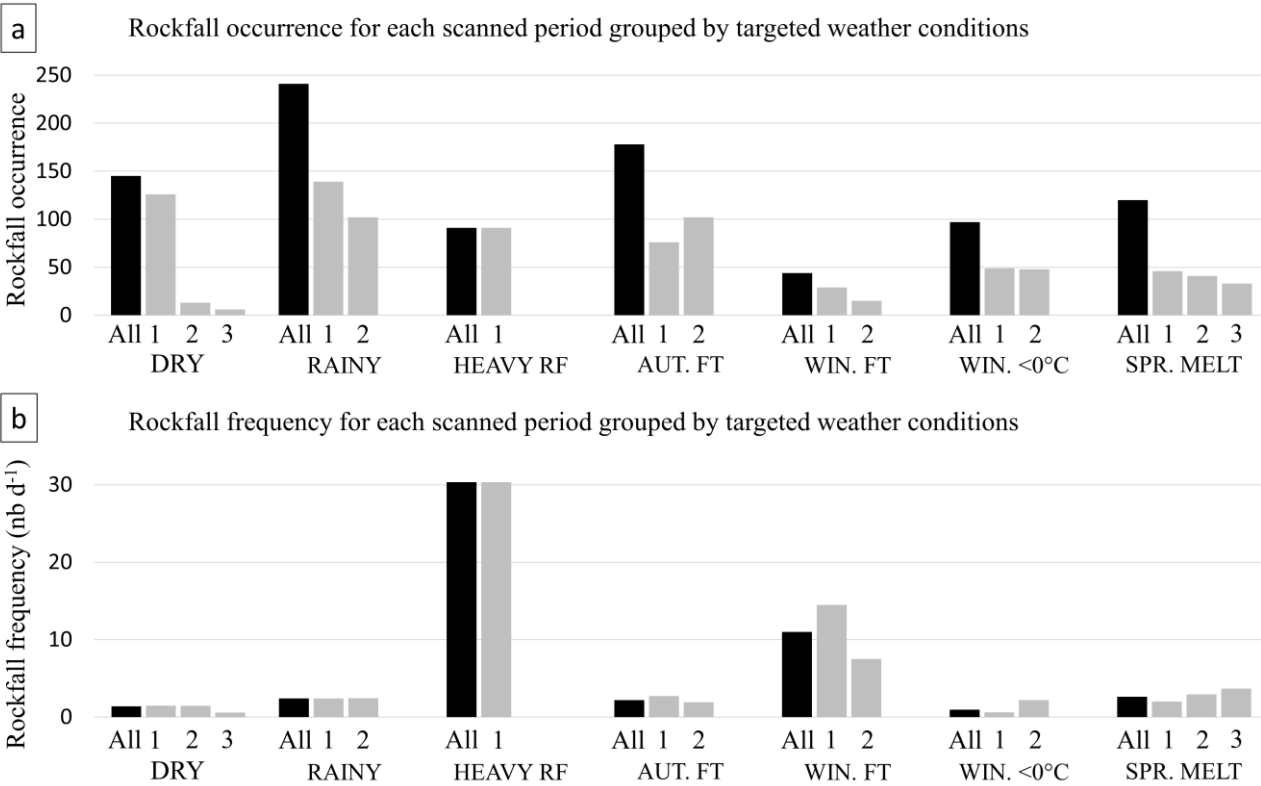 a
Rockfall occurrence for each scanned period grouped by targeted weather conditions
Rockfall occurrence
250
200
150
100
50
0
All 1 2 3 All 1 2 All 1 All 1 2 All 1 2 All 1 2 All 1 2 3
DRY RAINY HEAVY RF AUT. FT WIN. FT WIN. <0°C SPR. MELT
b
Rockfall frequency for each scanned period grouped by targeted weather conditions
Rockfall frequency (nb d⁻¹)
30
20
10
0
All 1 2 3 All 1 2 All 1 All 1 2 All 1 2 All 1 2 All 1 2 3
DRY RAINY HEAVY RF AUT. FT WIN. FT WIN. <0°C SPR. MELT